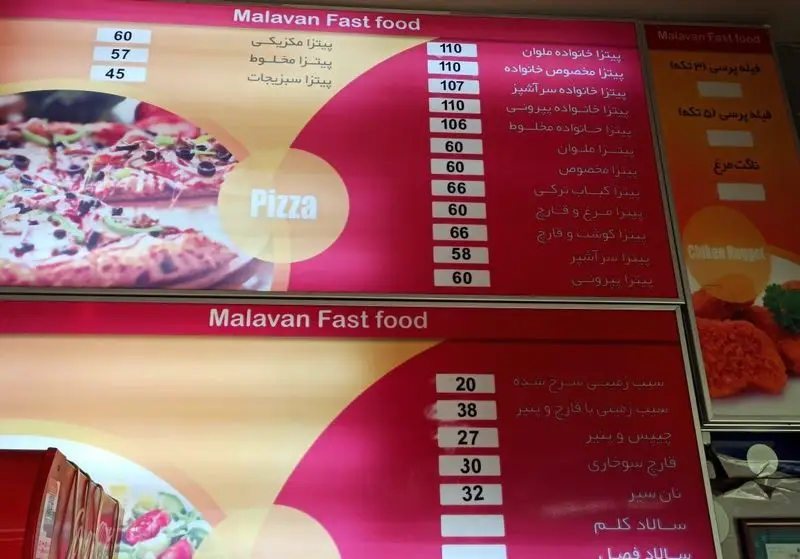 Malavan Fast food
پیتزا خانواده ملوان 110
پیتزا مخصوص خانواده 110
پیتزا خانواده سرآشپز 107
پیتزا خانواده پپرونی 110
پیتزا خانواده مخلوط 106
پیتزا ملوان 60
پیتزا مخصوص 60
پیتزا کباب ترکی 66
پیتزا مرغ و قارچ 60
پیتزا گوشت و قارچ 66
پیتزا سرآشپز 58
پیتزا پپرونی 60
پیتزا مکزیکی 60
پیتزا مخلوط 57
پیتزا سبزیجات 45
Pizza
Malavan Fast food
فیله پرسی (۳ تکه)
فیله پرسی (۵ تکه)
ناگت مرغ
Chiken Nugget
Malavan Fast food
سیب زمینی سرخ شده 20
سیب زمینی با قارچ و پنیر 38
چیپس و پنیر 27
قارچ سوخاری 30
نان سیر 32
سالاد کلم
سالاد فصل